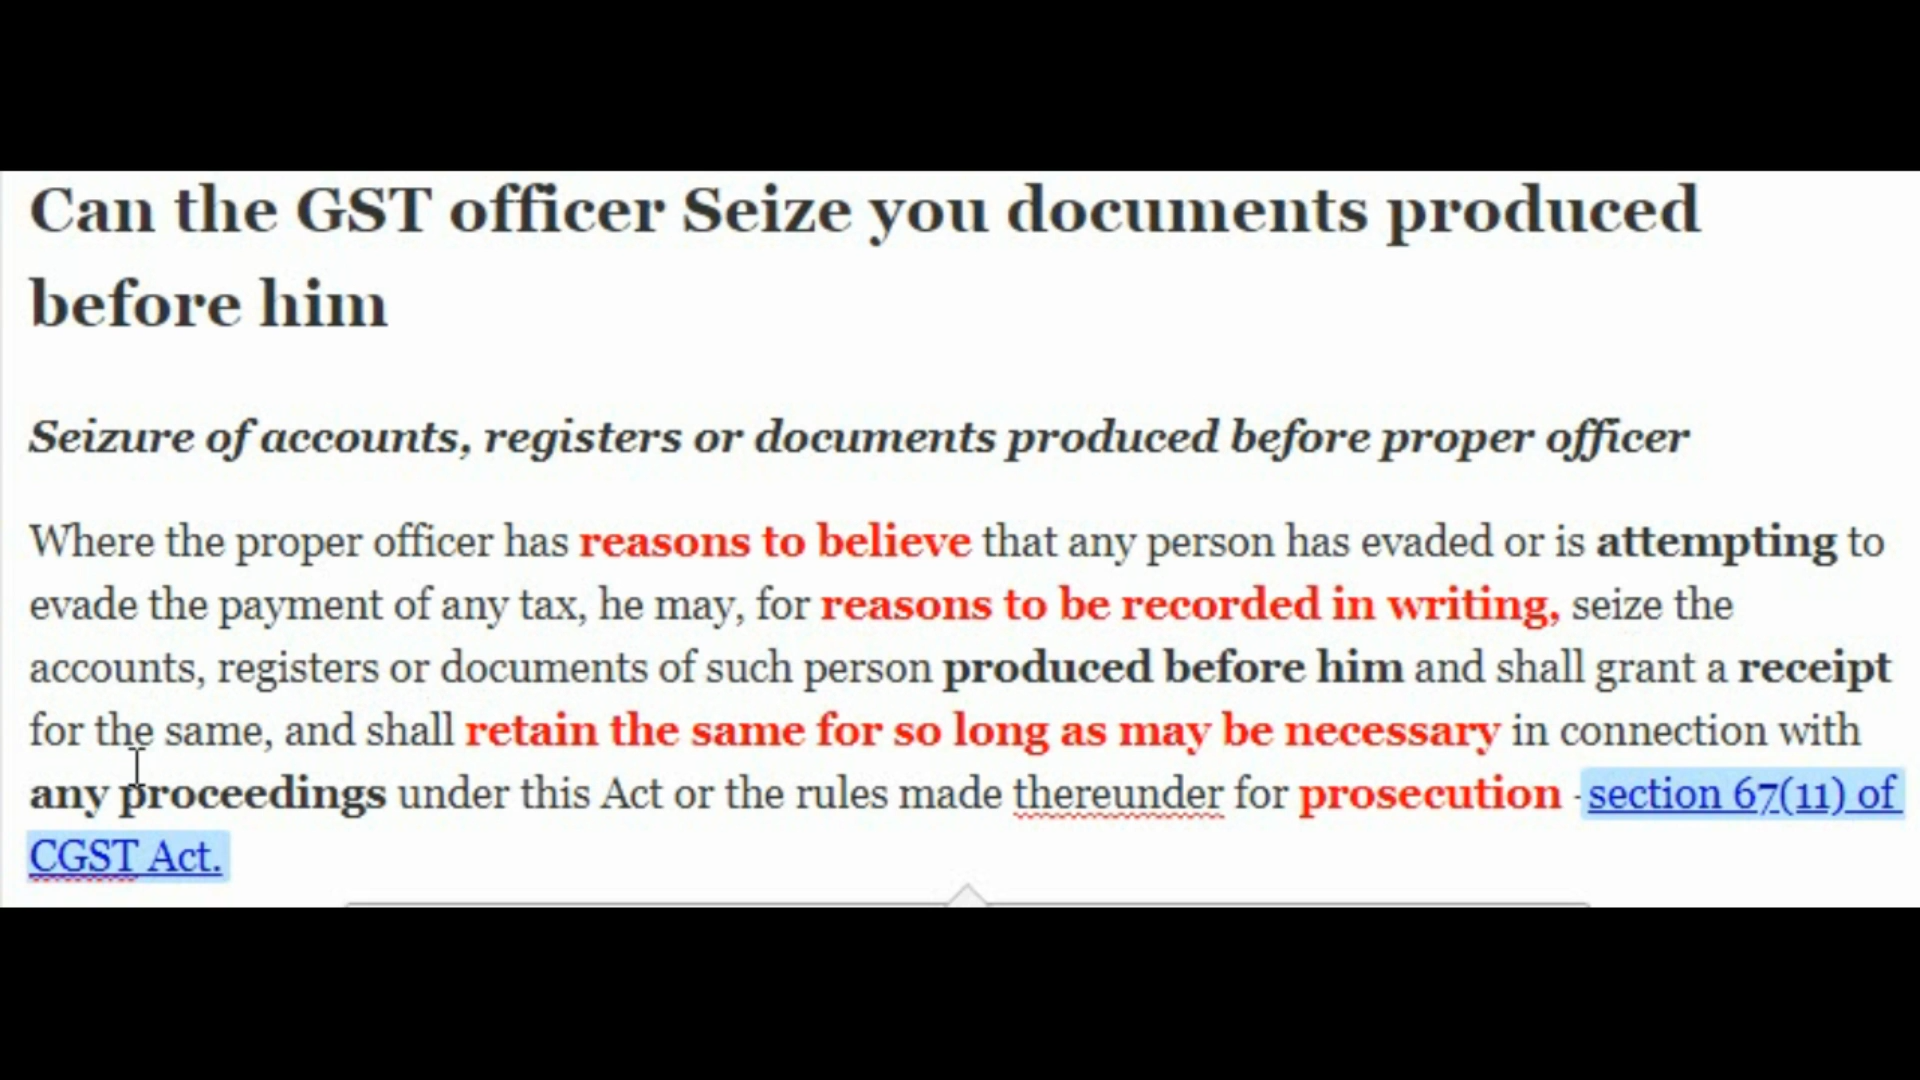 Can the GST officer Seize you documents produced
before him
Seizure of accounts, registers or documents produced before proper officer
Where the proper officer has reasons to believe that any person has evaded or is attempting to
evade the payment of any tax, he may, for reasons to be recorded in writing, seize the
accounts, registers or documents of such person produced before him and shall grant a receipt
for the same, and shall retain the same for so long as may be necessary in connection with
any proceedings under this Act or the rules made thereunder for prosecution - section 67(11) of
CGST Act.